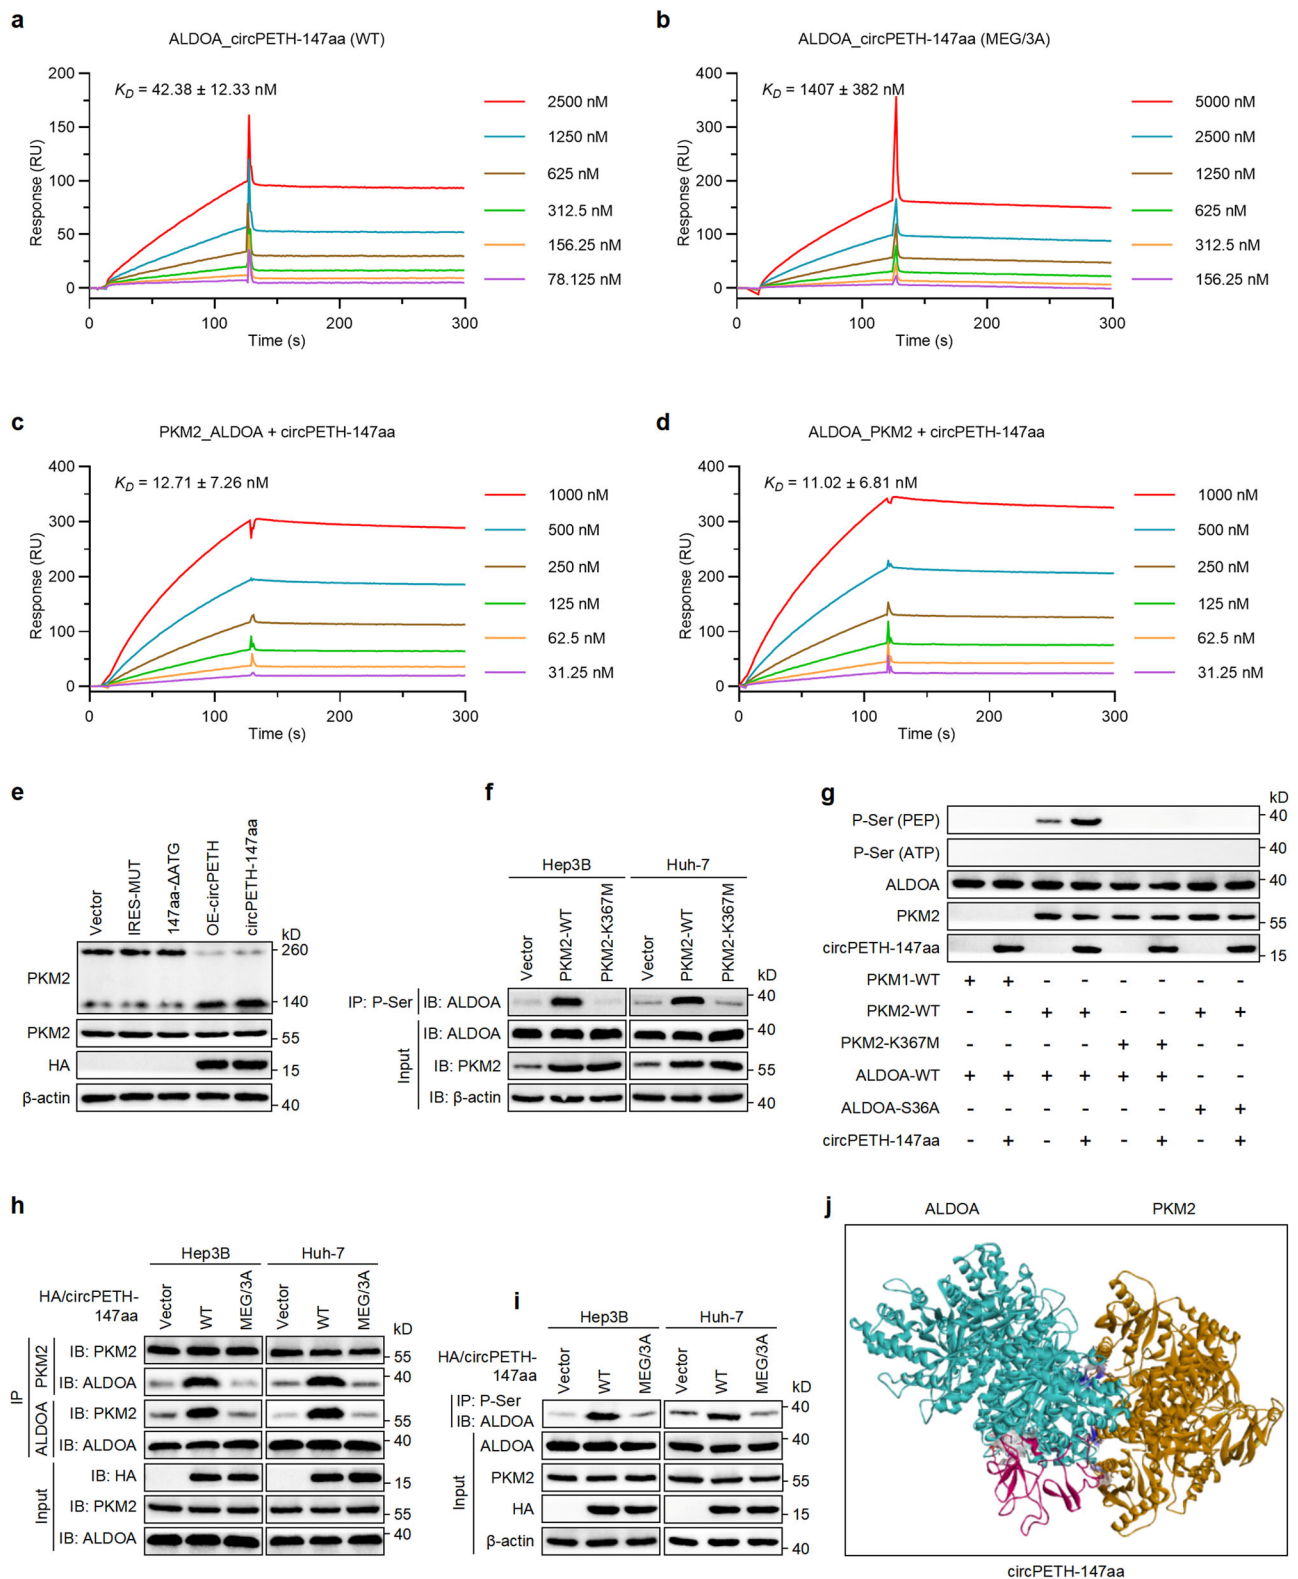 a
ALDOA_circPETH-147aa (WT)
K_D = 42.38 ± 12.33 nM
Response (RU)
200
150
100
50
0
0
100
200
300
Time (s)
2500 nM
1250 nM
625 nM
312.5 nM
156.25 nM
78.125 nM
b
ALDOA_circPETH-147aa (MEG/3A)
K_D = 1407 ± 382 nM
Response (RU)
400
300
200
100
0
0
100
200
300
Time (s)
5000 nM
2500 nM
1250 nM
625 nM
312.5 nM
156.25 nM
c
PKM2_ALDOA + circPETH-147aa
K_D = 12.71 ± 7.26 nM
Response (RU)
400
300
200
100
0
0
100
200
300
Time (s)
1000 nM
500 nM
250 nM
125 nM
62.5 nM
31.25 nM
d
ALDOA_PKM2 + circPETH-147aa
K_D = 11.02 ± 6.81 nM
Response (RU)
400
300
200
100
0
0
100
200
300
Time (s)
1000 nM
500 nM
250 nM
125 nM
62.5 nM
31.25 nM
e
Vector
IRES-MUT
147aa-ΔATG
OE-circPETH
circPETH-147aa
kD
PKM2
260
140
PKM2
55
HA
15
β-actin
40
f
Hep3B
Huh-7
Vector
PKM2-WT
PKM2-K367M
Vector
PKM2-WT
PKM2-K367M
kD
IP: P-Ser
IB: ALDOA
40
Input
IB: ALDOA
40
IB: PKM2
55
IB: β-actin
40
g
kD
P-Ser (PEP)
40
P-Ser (ATP)
40
ALDOA
40
PKM2
55
circPETH-147aa
15
PKM1-WT + + - - - - - -
PKM2-WT - - + + - - + +
PKM2-K367M - - - - + + - -
ALDOA-WT + + + + + + - -
ALDOA-S36A - - - - - - + +
circPETH-147aa - + - + - + - +
h
Hep3B
Huh-7
HA/circPETH-
147aa
Vector
WT
MEG/3A
Vector
WT
MEG/3A
kD
IP
PKM2
IB: PKM2
55
IB: ALDOA
40
ALDOA
IB: PKM2
55
IB: ALDOA
40
Input
IB: HA
15
IB: PKM2
55
IB: ALDOA
40
i
Hep3B
Huh-7
HA/circPETH-
147aa
Vector
WT
MEG/3A
Vector
WT
MEG/3A
kD
IP: P-Ser
IB: ALDOA
40
Input
ALDOA
40
PKM2
55
HA
15
β-actin
40
j
ALDOA
PKM2
circPETH-147aa